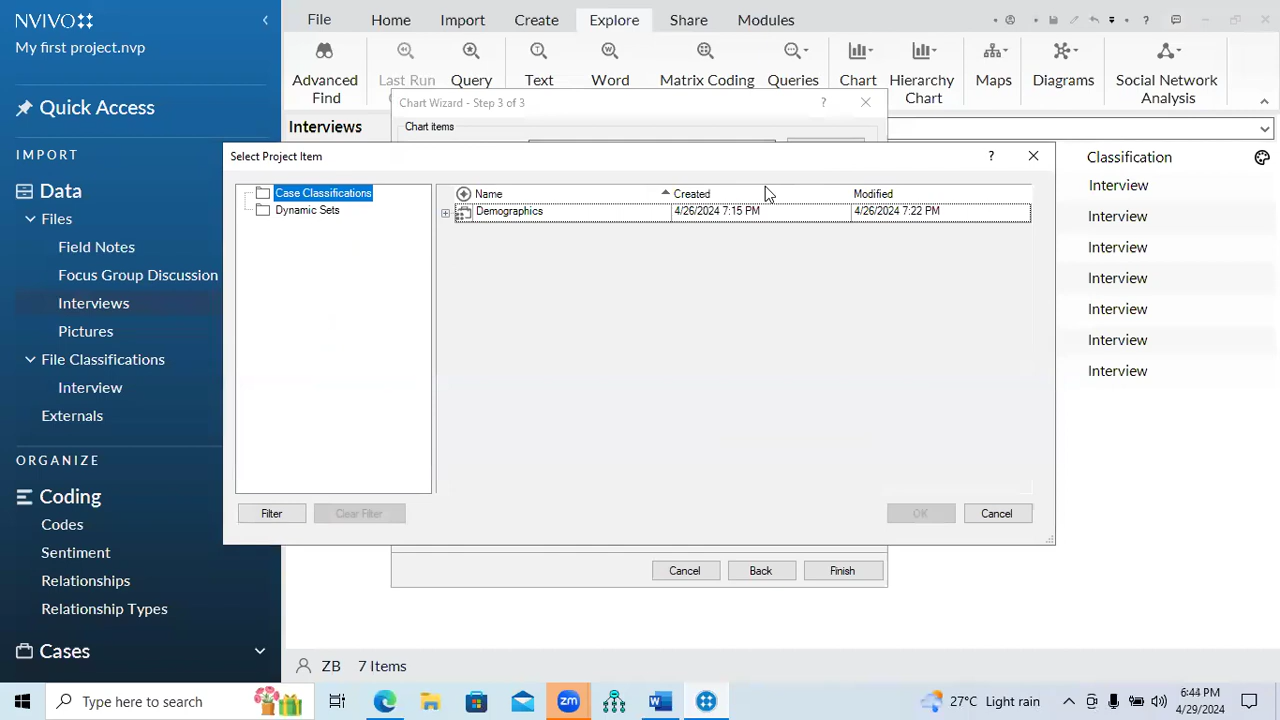 NVIVO
My first project.nvp
Quick Access
IMPORT
Data
Files
Field Notes
Focus Group Discussion
Interviews
Pictures
File Classifications
Interview
Externals
ORGANIZE
Coding
Codes
Sentiment
Relationships
Relationship Types
Cases
File Home Import Create Explore Share Modules
Advanced Find
Last Run
Query
Text
Word
Matrix Coding
Queries
Chart
Hierarchy Chart
Maps
Diagrams
Social Network Analysis
Interviews
Chart Wizard - Step 3 of 3
Chart items
Select Project Item
Case Classifications
Dynamic Sets
Name Created Modified
Demographics 4/26/2024 7:15 PM 4/26/2024 7:22 PM
Filter Clear Filter OK Cancel
Cancel Back Finish
Classification
Interview
Interview
Interview
Interview
Interview
Interview
Interview
ZB 7 Items
Type here to search
zm
27°C Light rain
6:44 PM
4/29/2024